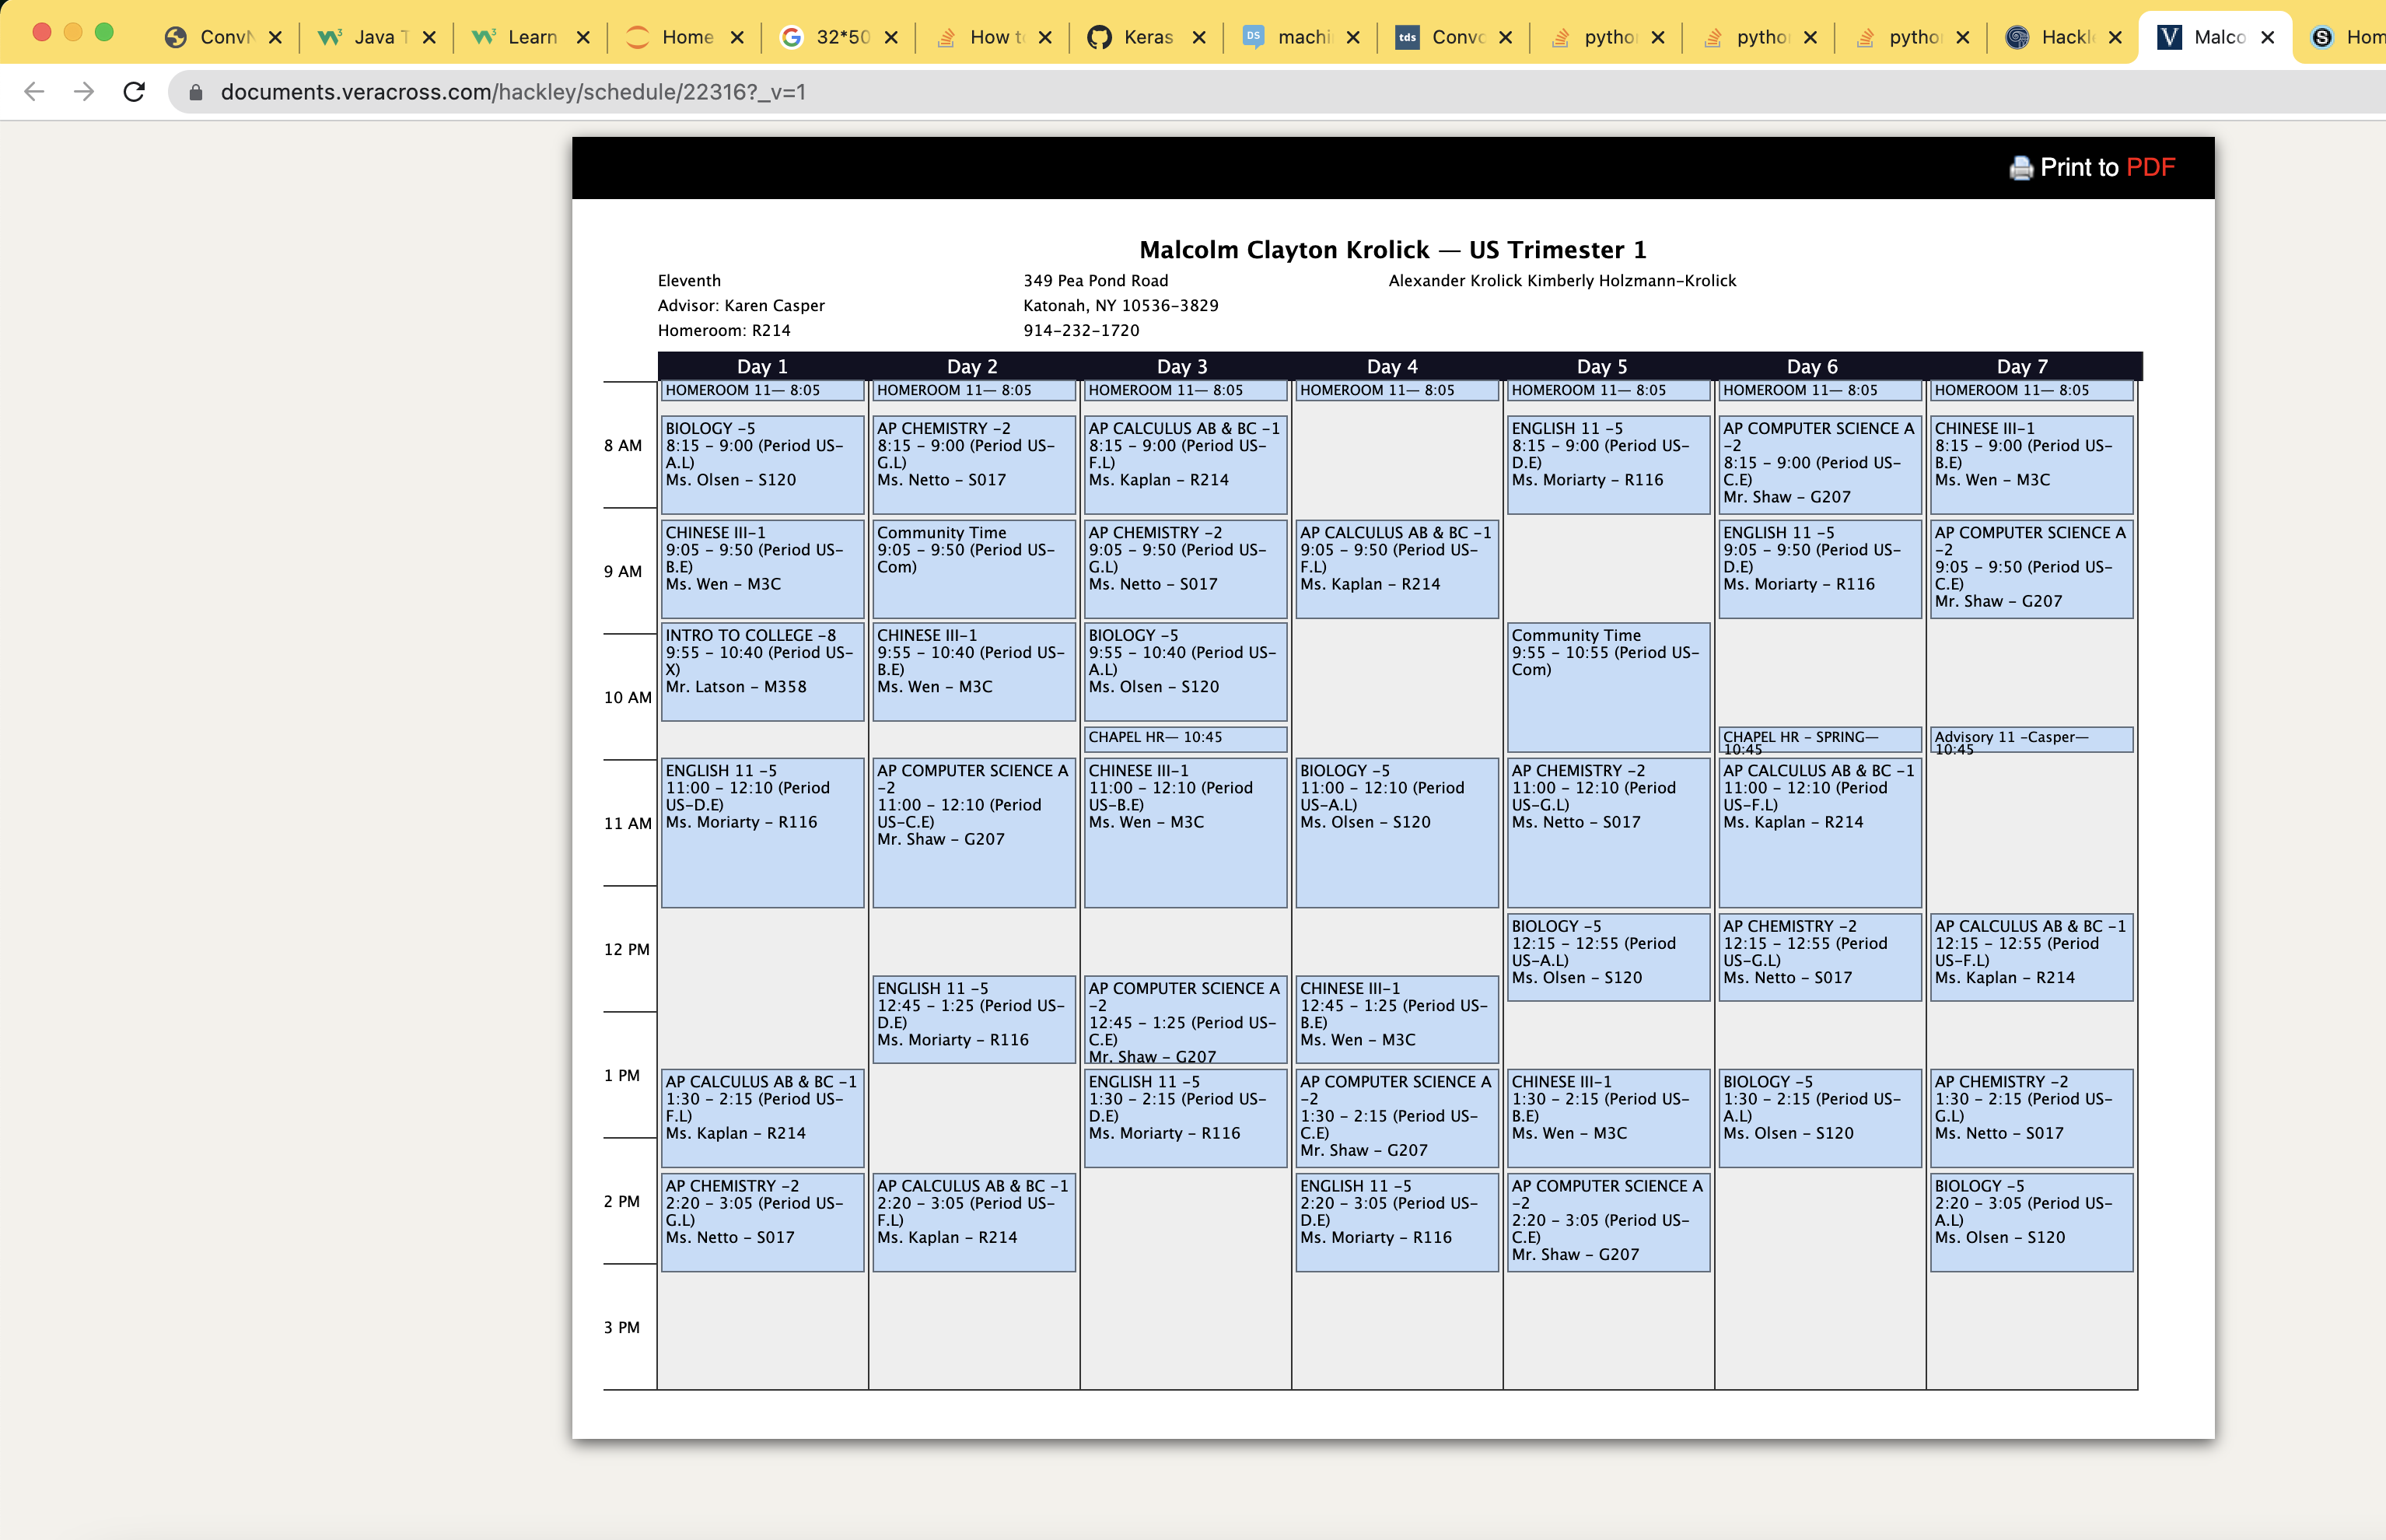 ConvN
Java T
Learn
Home
32*50
How to
Keras
machi
Convo
pytho
pytho
pytho
Hackl
Malco
Hom
documents.veracross.com/hackley/schedule/22316?_v=1
Print to PDF
Malcolm Clayton Krolick — US Trimester 1
Eleventh
Advisor: Karen Casper
Homeroom: R214
349 Pea Pond Road
Katonah, NY 10536-3829
914-232-1720
Alexander Krolick Kimberly Holzmann-Krolick
Day 1
Day 2
Day 3
Day 4
Day 5
Day 6
Day 7
8 AM
9 AM
10 AM
11 AM
12 PM
1 PM
2 PM
3 PM
HOMEROOM 11— 8:05
BIOLOGY -5
8:15 - 9:00 (Period US-
A.L)
Ms. Olsen - S120
CHINESE III-1
9:05 - 9:50 (Period US-
B.E)
Ms. Wen - M3C
INTRO TO COLLEGE -8
9:55 - 10:40 (Period US-
X)
Mr. Latson - M358
ENGLISH 11 -5
11:00 - 12:10 (Period
US-D.E)
Ms. Moriarty - R116
AP CALCULUS AB & BC -1
1:30 - 2:15 (Period US-
F.L)
Ms. Kaplan - R214
AP CHEMISTRY -2
2:20 - 3:05 (Period US-
G.L)
Ms. Netto - S017
HOMEROOM 11— 8:05
AP CHEMISTRY -2
8:15 - 9:00 (Period US-
G.L)
Ms. Netto - S017
Community Time
9:05 - 9:50 (Period US-
Com)
CHINESE III-1
9:55 - 10:40 (Period US-
B.E)
Ms. Wen - M3C
AP COMPUTER SCIENCE A
-2
11:00 - 12:10 (Period
US-C.E)
Mr. Shaw - G207
ENGLISH 11 -5
12:45 - 1:25 (Period US-
D.E)
Ms. Moriarty - R116
AP CALCULUS AB & BC -1
2:20 - 3:05 (Period US-
F.L)
Ms. Kaplan - R214
HOMEROOM 11— 8:05
AP CALCULUS AB & BC -1
8:15 - 9:00 (Period US-
F.L)
Ms. Kaplan - R214
AP CHEMISTRY -2
9:05 - 9:50 (Period US-
G.L)
Ms. Netto - S017
BIOLOGY -5
9:55 - 10:40 (Period US-
A.L)
Ms. Olsen - S120
CHAPEL HR— 10:45
CHINESE III-1
11:00 - 12:10 (Period
US-B.E)
Ms. Wen - M3C
AP COMPUTER SCIENCE A
-2
12:45 - 1:25 (Period US-
C.E)
Mr. Shaw - G207
ENGLISH 11 -5
1:30 - 2:15 (Period US-
D.E)
Ms. Moriarty - R116
HOMEROOM 11— 8:05
AP CALCULUS AB & BC -1
9:05 - 9:50 (Period US-
F.L)
Ms. Kaplan - R214
BIOLOGY -5
11:00 - 12:10 (Period
US-A.L)
Ms. Olsen - S120
CHINESE III-1
12:45 - 1:25 (Period US-
B.E)
Ms. Wen - M3C
AP COMPUTER SCIENCE A
-2
1:30 - 2:15 (Period US-
C.E)
Mr. Shaw - G207
ENGLISH 11 -5
2:20 - 3:05 (Period US-
D.E)
Ms. Moriarty - R116
HOMEROOM 11— 8:05
ENGLISH 11 -5
8:15 - 9:00 (Period US-
D.E)
Ms. Moriarty - R116
Community Time
9:55 - 10:55 (Period US-
Com)
AP CHEMISTRY -2
11:00 - 12:10 (Period
US-G.L)
Ms. Netto - S017
BIOLOGY -5
12:15 - 12:55 (Period
US-A.L)
Ms. Olsen - S120
CHINESE III-1
1:30 - 2:15 (Period US-
B.E)
Ms. Wen - M3C
AP COMPUTER SCIENCE A
-2
2:20 - 3:05 (Period US-
C.E)
Mr. Shaw - G207
HOMEROOM 11— 8:05
AP COMPUTER SCIENCE A
-2
8:15 - 9:00 (Period US-
C.E)
Mr. Shaw - G207
ENGLISH 11 -5
9:05 - 9:50 (Period US-
D.E)
Ms. Moriarty - R116
CHAPEL HR - SPRING—
10:45
AP CALCULUS AB & BC -1
11:00 - 12:10 (Period
US-F.L)
Ms. Kaplan - R214
AP CHEMISTRY -2
12:15 - 12:55 (Period
US-G.L)
Ms. Netto - S017
BIOLOGY -5
1:30 - 2:15 (Period US-
A.L)
Ms. Olsen - S120
HOMEROOM 11— 8:05
CHINESE III-1
8:15 - 9:00 (Period US-
B.E)
Ms. Wen - M3C
AP COMPUTER SCIENCE A
-2
9:05 - 9:50 (Period US-
C.E)
Mr. Shaw - G207
Advisory 11 -Casper—
10:45
AP CALCULUS AB & BC -1
12:15 - 12:55 (Period
US-F.L)
Ms. Kaplan - R214
AP CHEMISTRY -2
1:30 - 2:15 (Period US-
G.L)
Ms. Netto - S017
BIOLOGY -5
2:20 - 3:05 (Period US-
A.L)
Ms. Olsen - S120